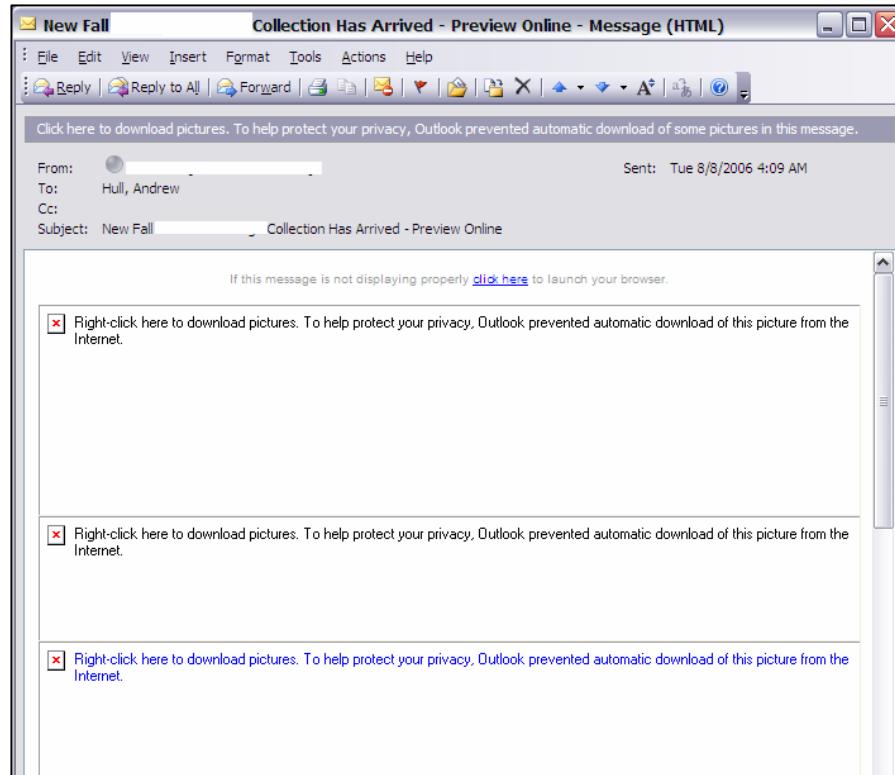 New Fall Collection Has Arrived - Preview Online - Message (HTML)
File Edit View Insert Format Tools Actions Help
Reply Reply to All Forward
Click here to download pictures. To help protect your privacy, Outlook prevented automatic download of some pictures in this message.
From: Sent: Tue 8/8/2006 4:09 AM
To: Hull, Andrew
Cc:
Subject: New Fall Collection Has Arrived - Preview Online
If this message is not displaying properly click here to launch your browser.
Right-click here to download pictures. To help protect your privacy, Outlook prevented automatic download of this picture from the
Internet.
Right-click here to download pictures. To help protect your privacy, Outlook prevented automatic download of this picture from the
Internet.
Right-click here to download pictures. To help protect your privacy, Outlook prevented automatic download of this picture from the
Internet.